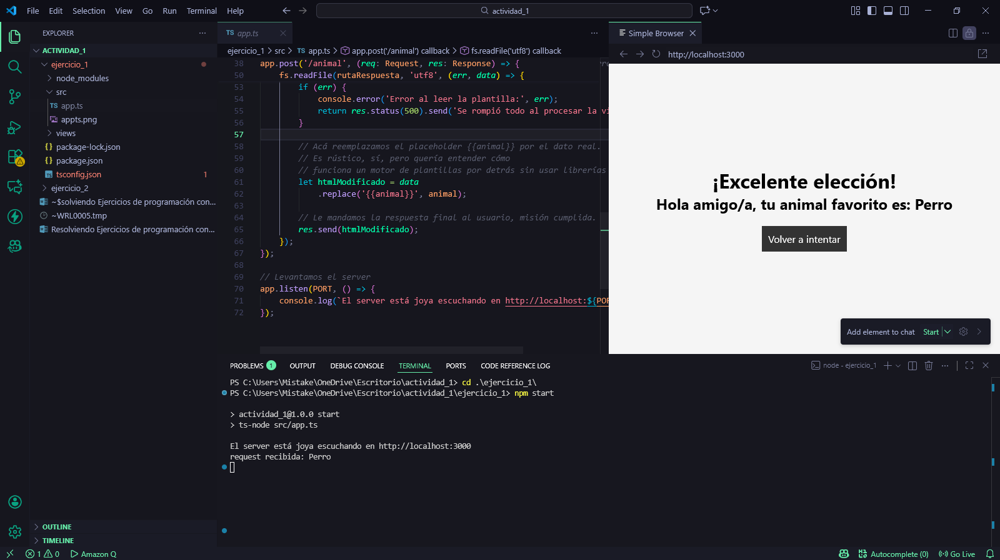 File Edit Selection View Go Run Terminal Help
actividad_1
EXPLORER
ACTIVIDAD_1
ejercicio_1
node_modules
src
TS app.ts
appts.png
views
{} package-lock.json
{} package.json
TS tsconfig.json 1
ejercicio_2
~$solviendo Ejercicios de programación con...
~WRL0005.tmp
Resolviendo Ejercicios de programación con...
OUTLINE
TIMELINE
TS app.ts
ejercicio_1 > src > TS app.ts > app.post('/animal') callback > fs.readFile('utf8') callback
38 app.post('/animal', (req: Request, res: Response) => {
50 fs.readFile(rutaRespuesta, 'utf8', (err, data) => {
53 if (err) {
54 console.error('Error al leer la plantilla:', err);
55 return res.status(500).send('Se rompió todo al procesar la vi
56 }
57
58 // Acá reemplazamos el placeholder {{animal}} por el dato real.
59 // Es rústico, sí, pero quería entender cómo
60 // funciona un motor de plantillas por detrás sin usar librerías
61 let htmlModificado = data
62 .replace('{{animal}}', animal);
63
64 // Le mandamos la respuesta final al usuario, misión cumplida.
65 res.send(htmlModificado);
66 });
67 });
68
69 // Levantamos el server
70 app.listen(PORT, () => {
71 console.log(`El server está joya escuchando en http://localhost:${POR
72 });
Simple Browser
http://localhost:3000
¡Excelente elección!
Hola amigo/a, tu animal favorito es: Perro
Volver a intentar
Add element to chat Start
PROBLEMS 1 OUTPUT DEBUG CONSOLE TERMINAL PORTS CODE REFERENCE LOG
node - ejercicio_1
PS C:\Users\Mistake\OneDrive\Escritorio\actividad_1> cd .\ejercicio_1\
PS C:\Users\Mistake\OneDrive\Escritorio\actividad_1\ejercicio_1> npm start
> actividad_1@1.0.0 start
> ts-node src/app.ts
El server está joya escuchando en http://localhost:3000
request recibida: Perro
1 0 Amazon Q
Autocomplete (0) Go Live